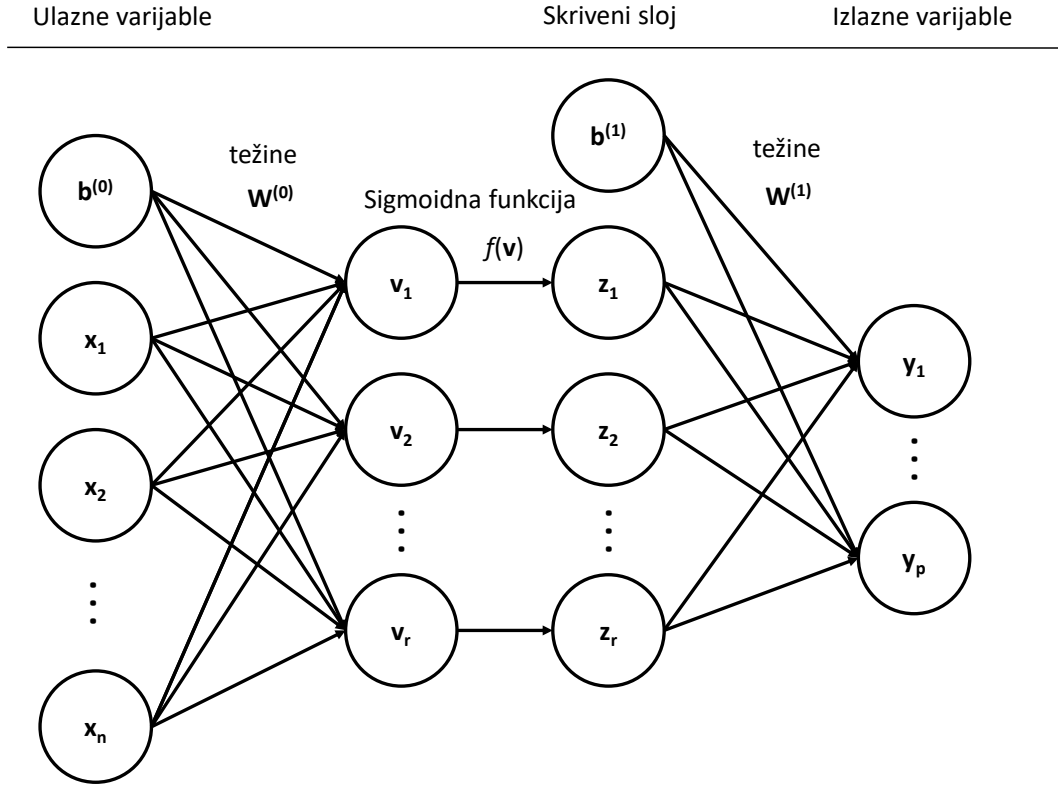 Ulazne varijable
Skriveni sloj
Izlazne varijable
b(0)
x1
x2
⋮
xn
težine
W(0)
Sigmoidna funkcija
f(v)
v1
v2
⋮
vr
b(1)
z1
z2
⋮
zr
težine
W(1)
y1
⋮
yp